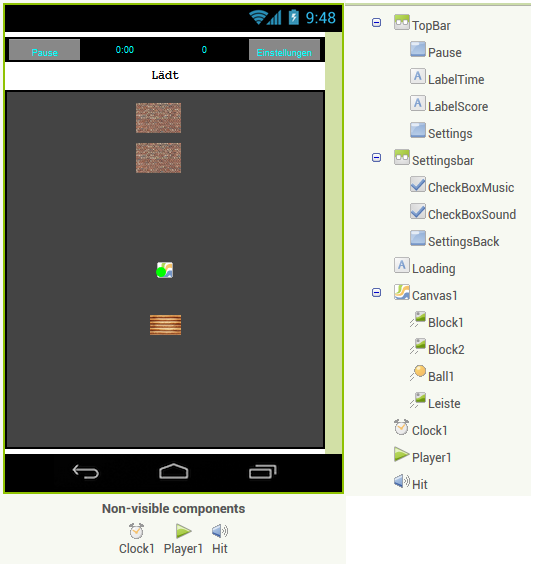 9:48
Pause 0:00 0 Einstellungen
Lädt
Non-visible components
Clock1 Player1 Hit
TopBar
Pause
LabelTime
LabelScore
Settings
Settingsbar
CheckBoxMusic
CheckBoxSound
SettingsBack
Loading
Canvas1
Block1
Block2
Ball1
Leiste
Clock1
Player1
Hit